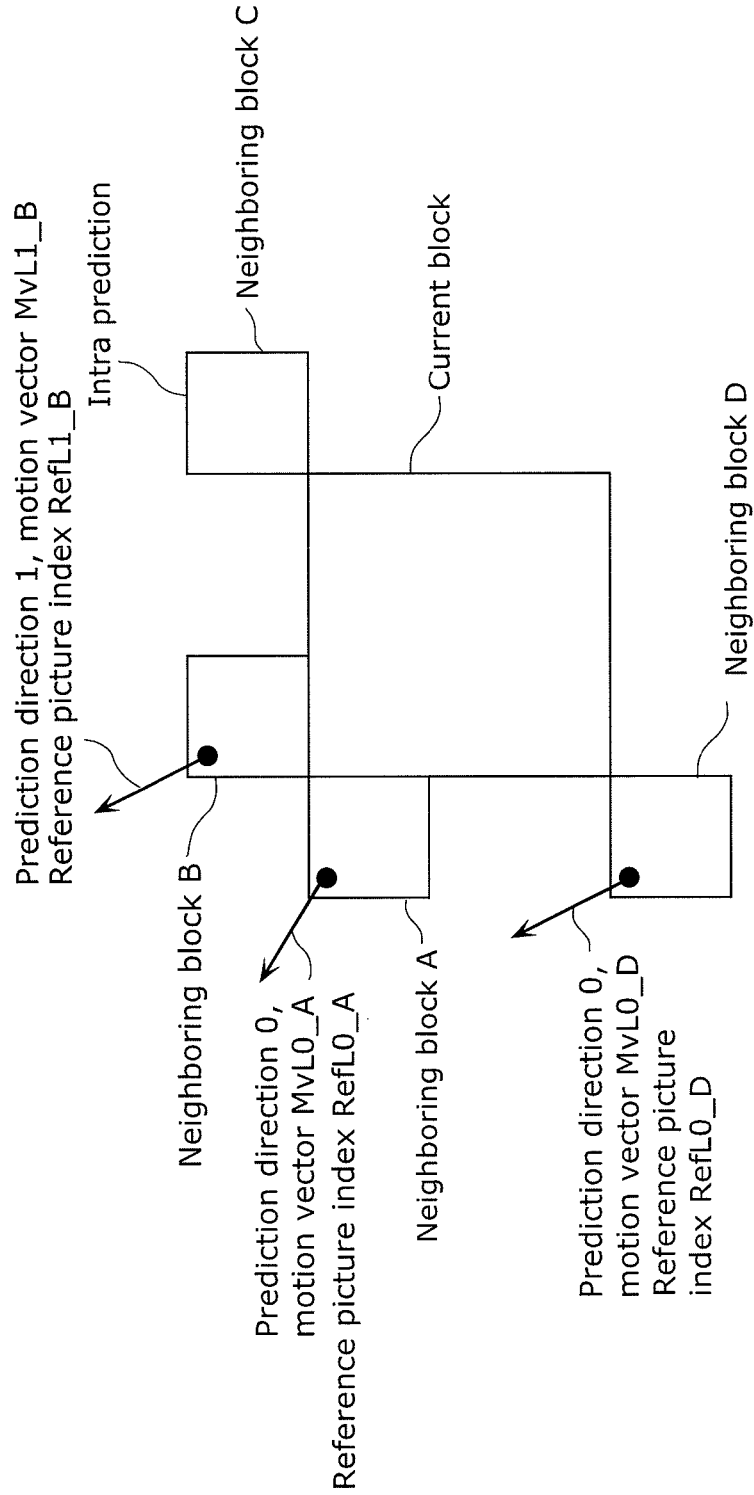 Prediction direction 1, motion vector MvL1_B
Reference picture index RefL1_B
Intra prediction
Neighboring block B
Neighboring block C
Prediction direction 0,
motion vector MvL0_A
Reference picture index RefL0_A
Neighboring block A
Current block
Prediction direction 0,
motion vector MvL0_D
Reference picture
index RefL0_D
Neighboring block D